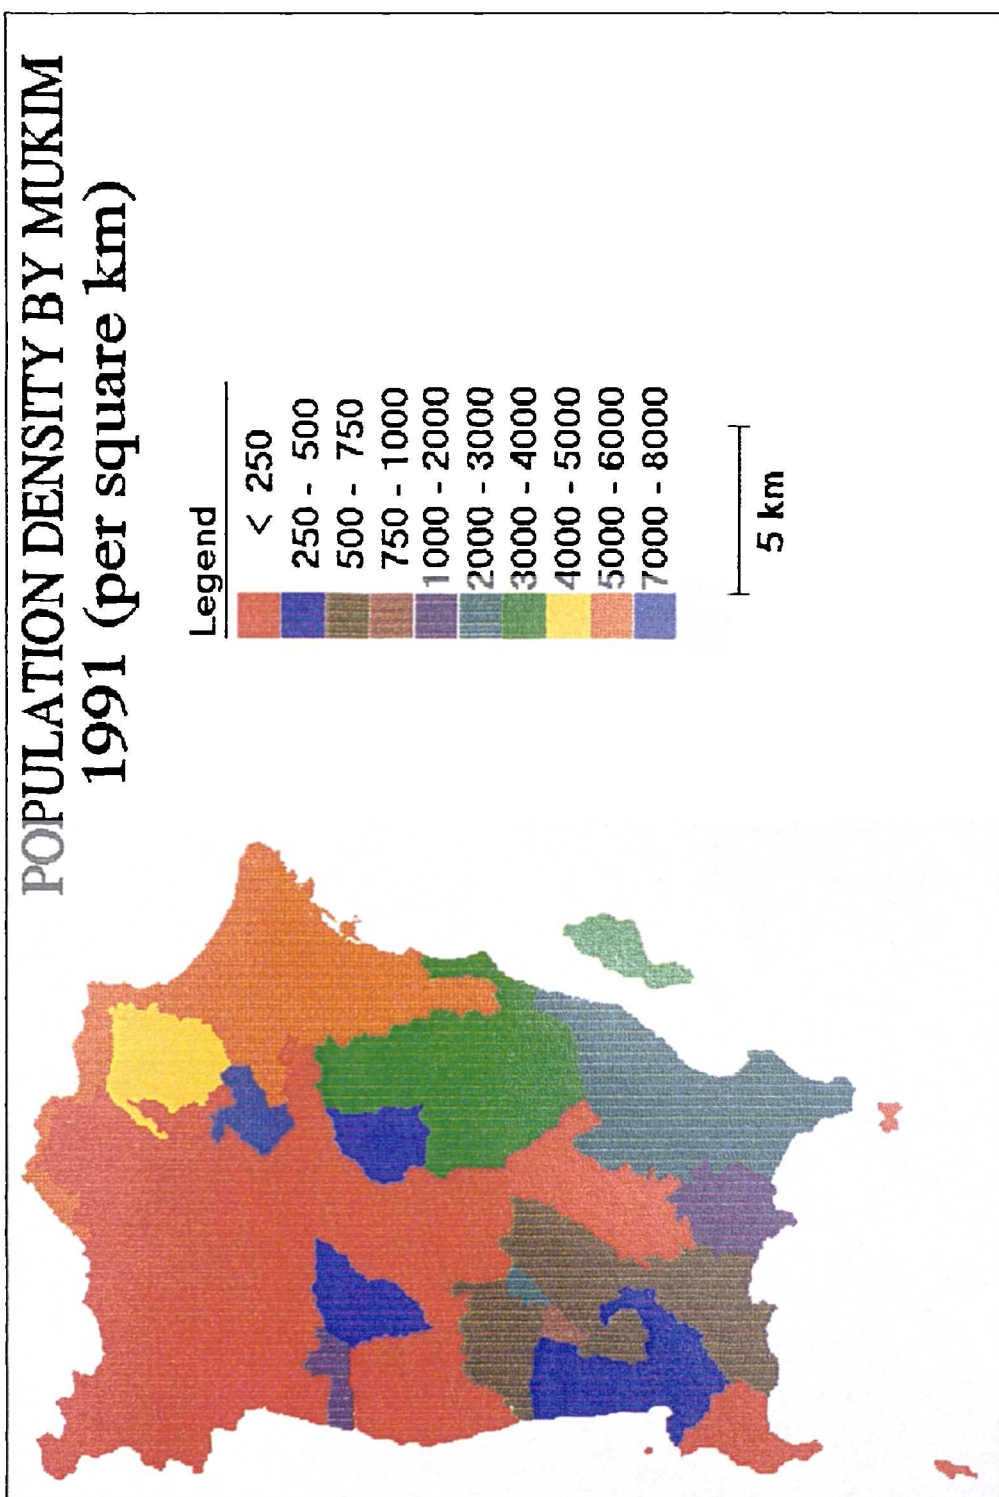 POPULATION DENSITY BY MUKIM
1991 (per square km)
Legend
< 250
250 - 500
500 - 750
750 - 1000
1000 - 2000
2000 - 3000
3000 - 4000
4000 - 5000
5000 - 6000
7000 - 8000
5 km